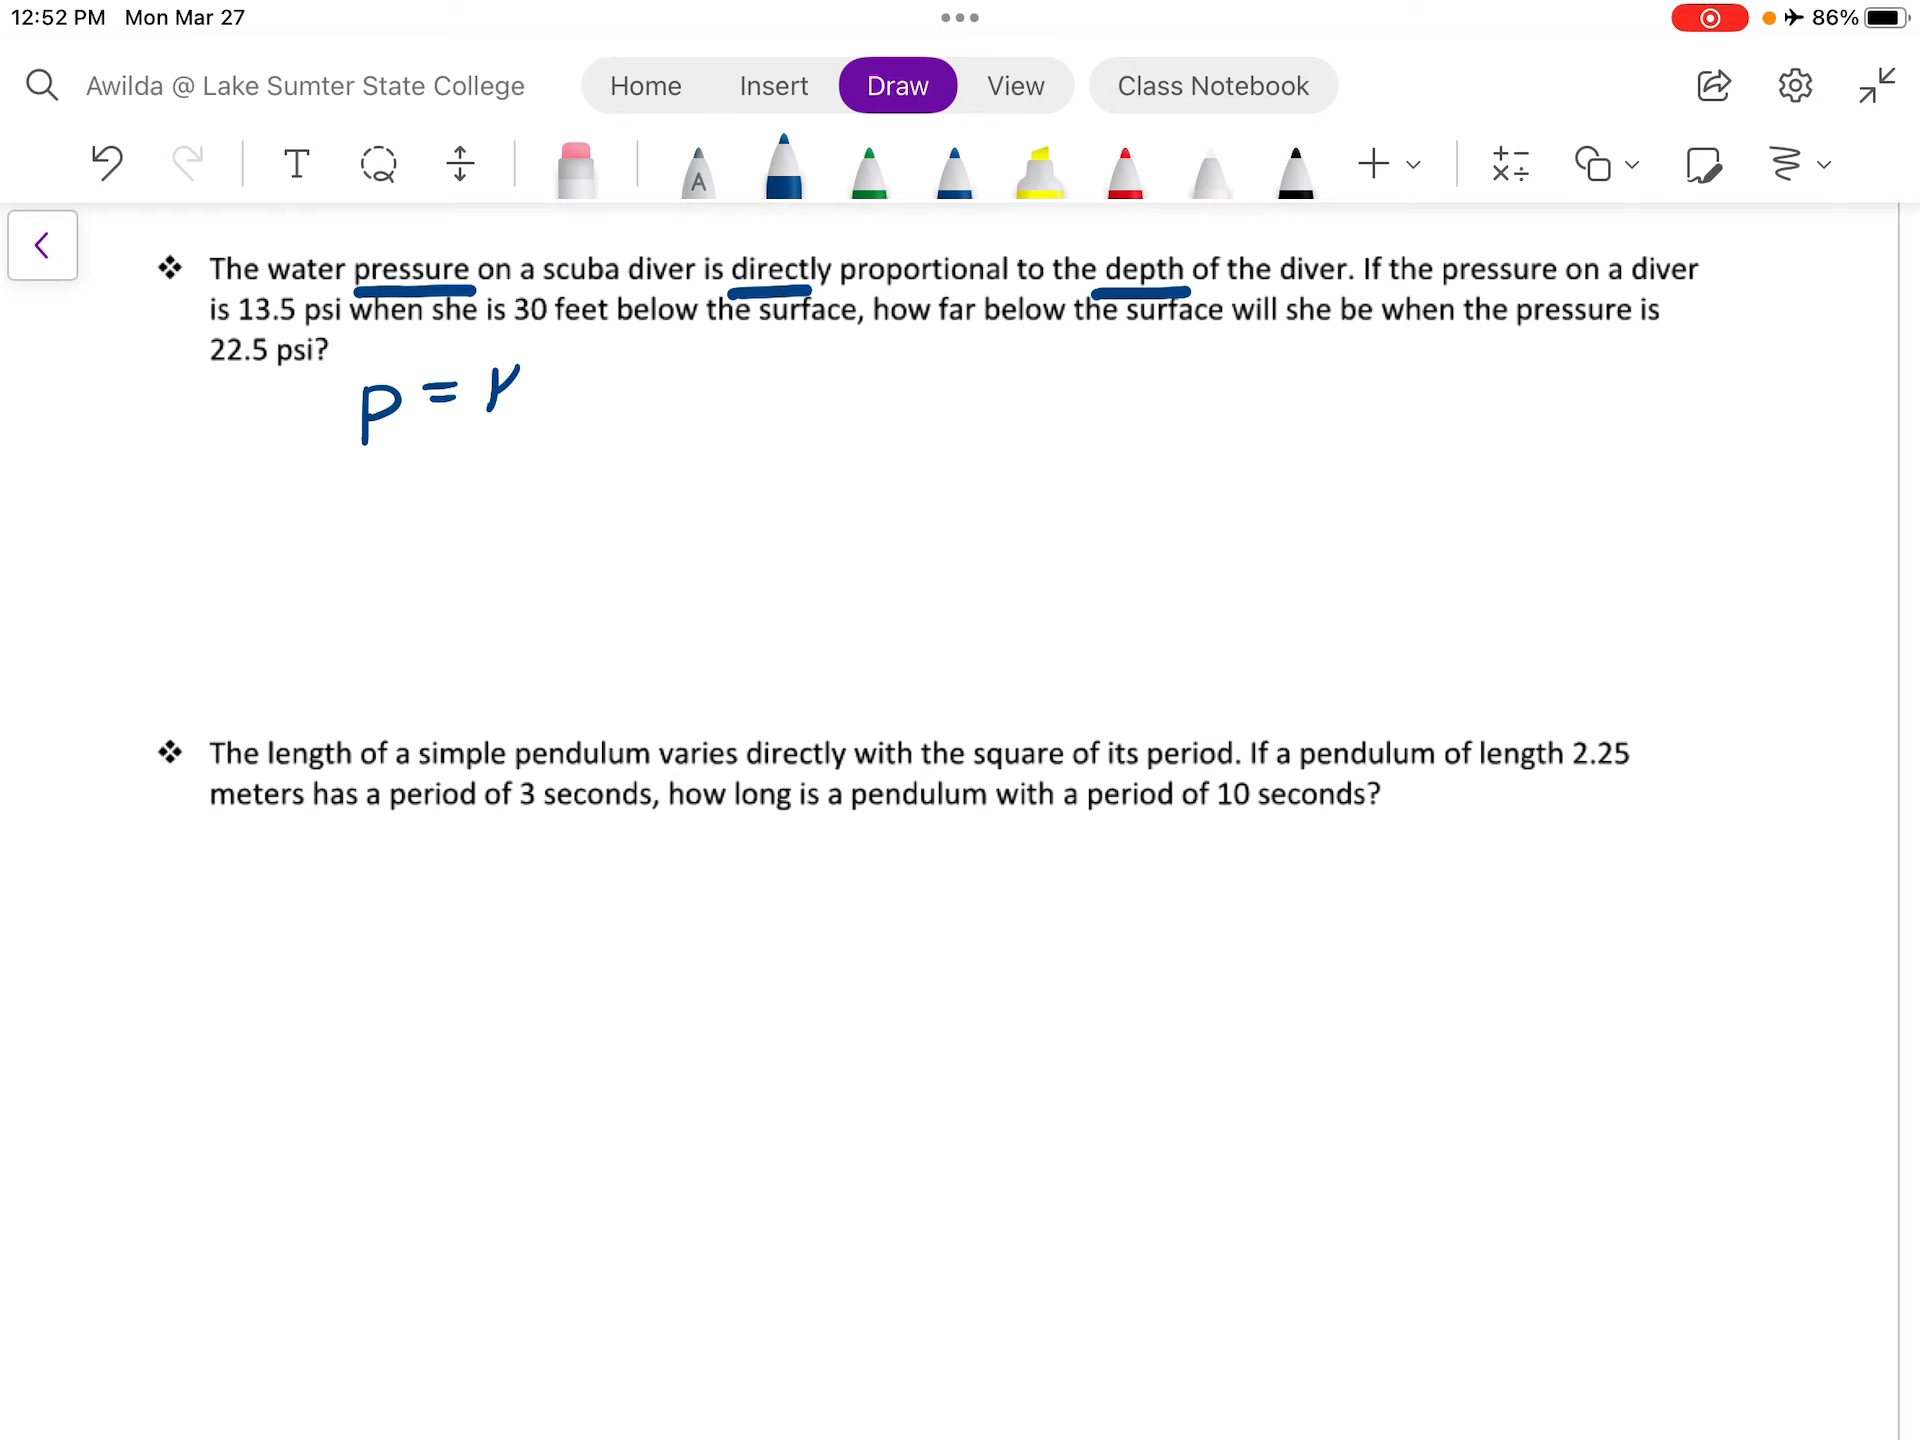 12:52 PM Mon Mar 27 86%
Awilda @ Lake Sumter State College Home Insert Draw View Class Notebook
T A
❖ The water pressure on a scuba diver is directly proportional to the depth of the diver. If the pressure on a diver
is 13.5 psi when she is 30 feet below the surface, how far below the surface will she be when the pressure is
22.5 psi?
P =
❖ The length of a simple pendulum varies directly with the square of its period. If a pendulum of length 2.25
meters has a period of 3 seconds, how long is a pendulum with a period of 10 seconds?